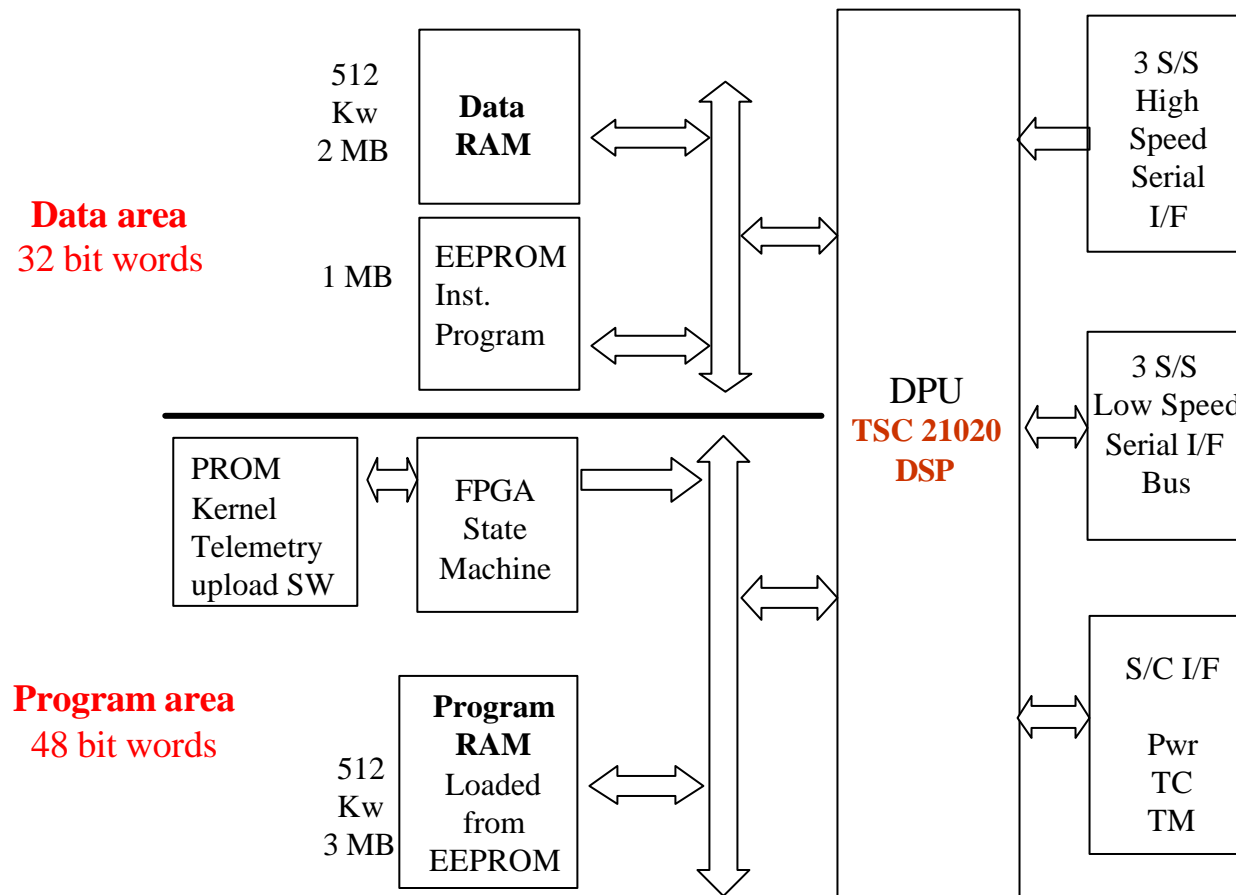 512
Kw
2 MB
Data
RAM
Data area
32 bit words
1 MB
EEPROM
Inst.
Program
PROM
Kernel
Telemetry
upload SW
FPGA
State
Machine
Program area
48 bit words
512
Kw
3 MB
Program
RAM
Loaded
from
EEPROM
DPU
TSC 21020
DSP
3 S/S
High
Speed
Serial
I/F
3 S/S
Low Speed
Serial I/F
Bus
S/C I/F
Pwr
TC
TM